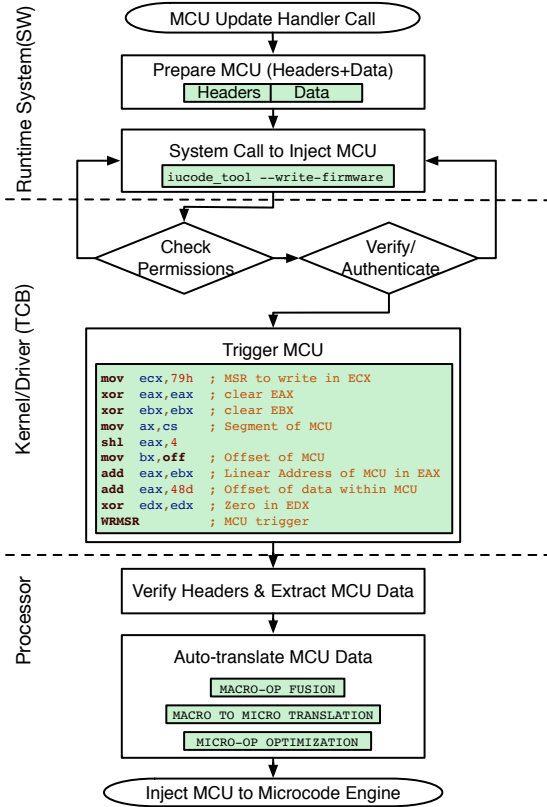 MCU Update Handler Call
Runtime System(SW)
Prepare MCU (Headers+Data)
Headers Data
System Call to Inject MCU
iucode_tool --write-firmware
Kernel/Driver (TCB)
Check
Permissions
Verify/
Authenticate
Trigger MCU
mov ecx,79h ; MSR to write in ECX
xor eax,eax ; clear EAX
xor ebx,ebx ; clear EBX
mov ax,cs ; Segment of MCU
shl eax,4
mov bx,off ; Offset of MCU
add eax,ebx ; Linear Address of MCU in EAX
add eax,48d ; Offset of data within MCU
xor edx,edx ; Zero in EDX
WRMSR ; MCU trigger
Processor
Verify Headers & Extract MCU Data
Auto-translate MCU Data
MACRO-OP FUSION
MACRO TO MICRO TRANSLATION
MICRO-OP OPTIMIZATION
Inject MCU to Microcode Engine